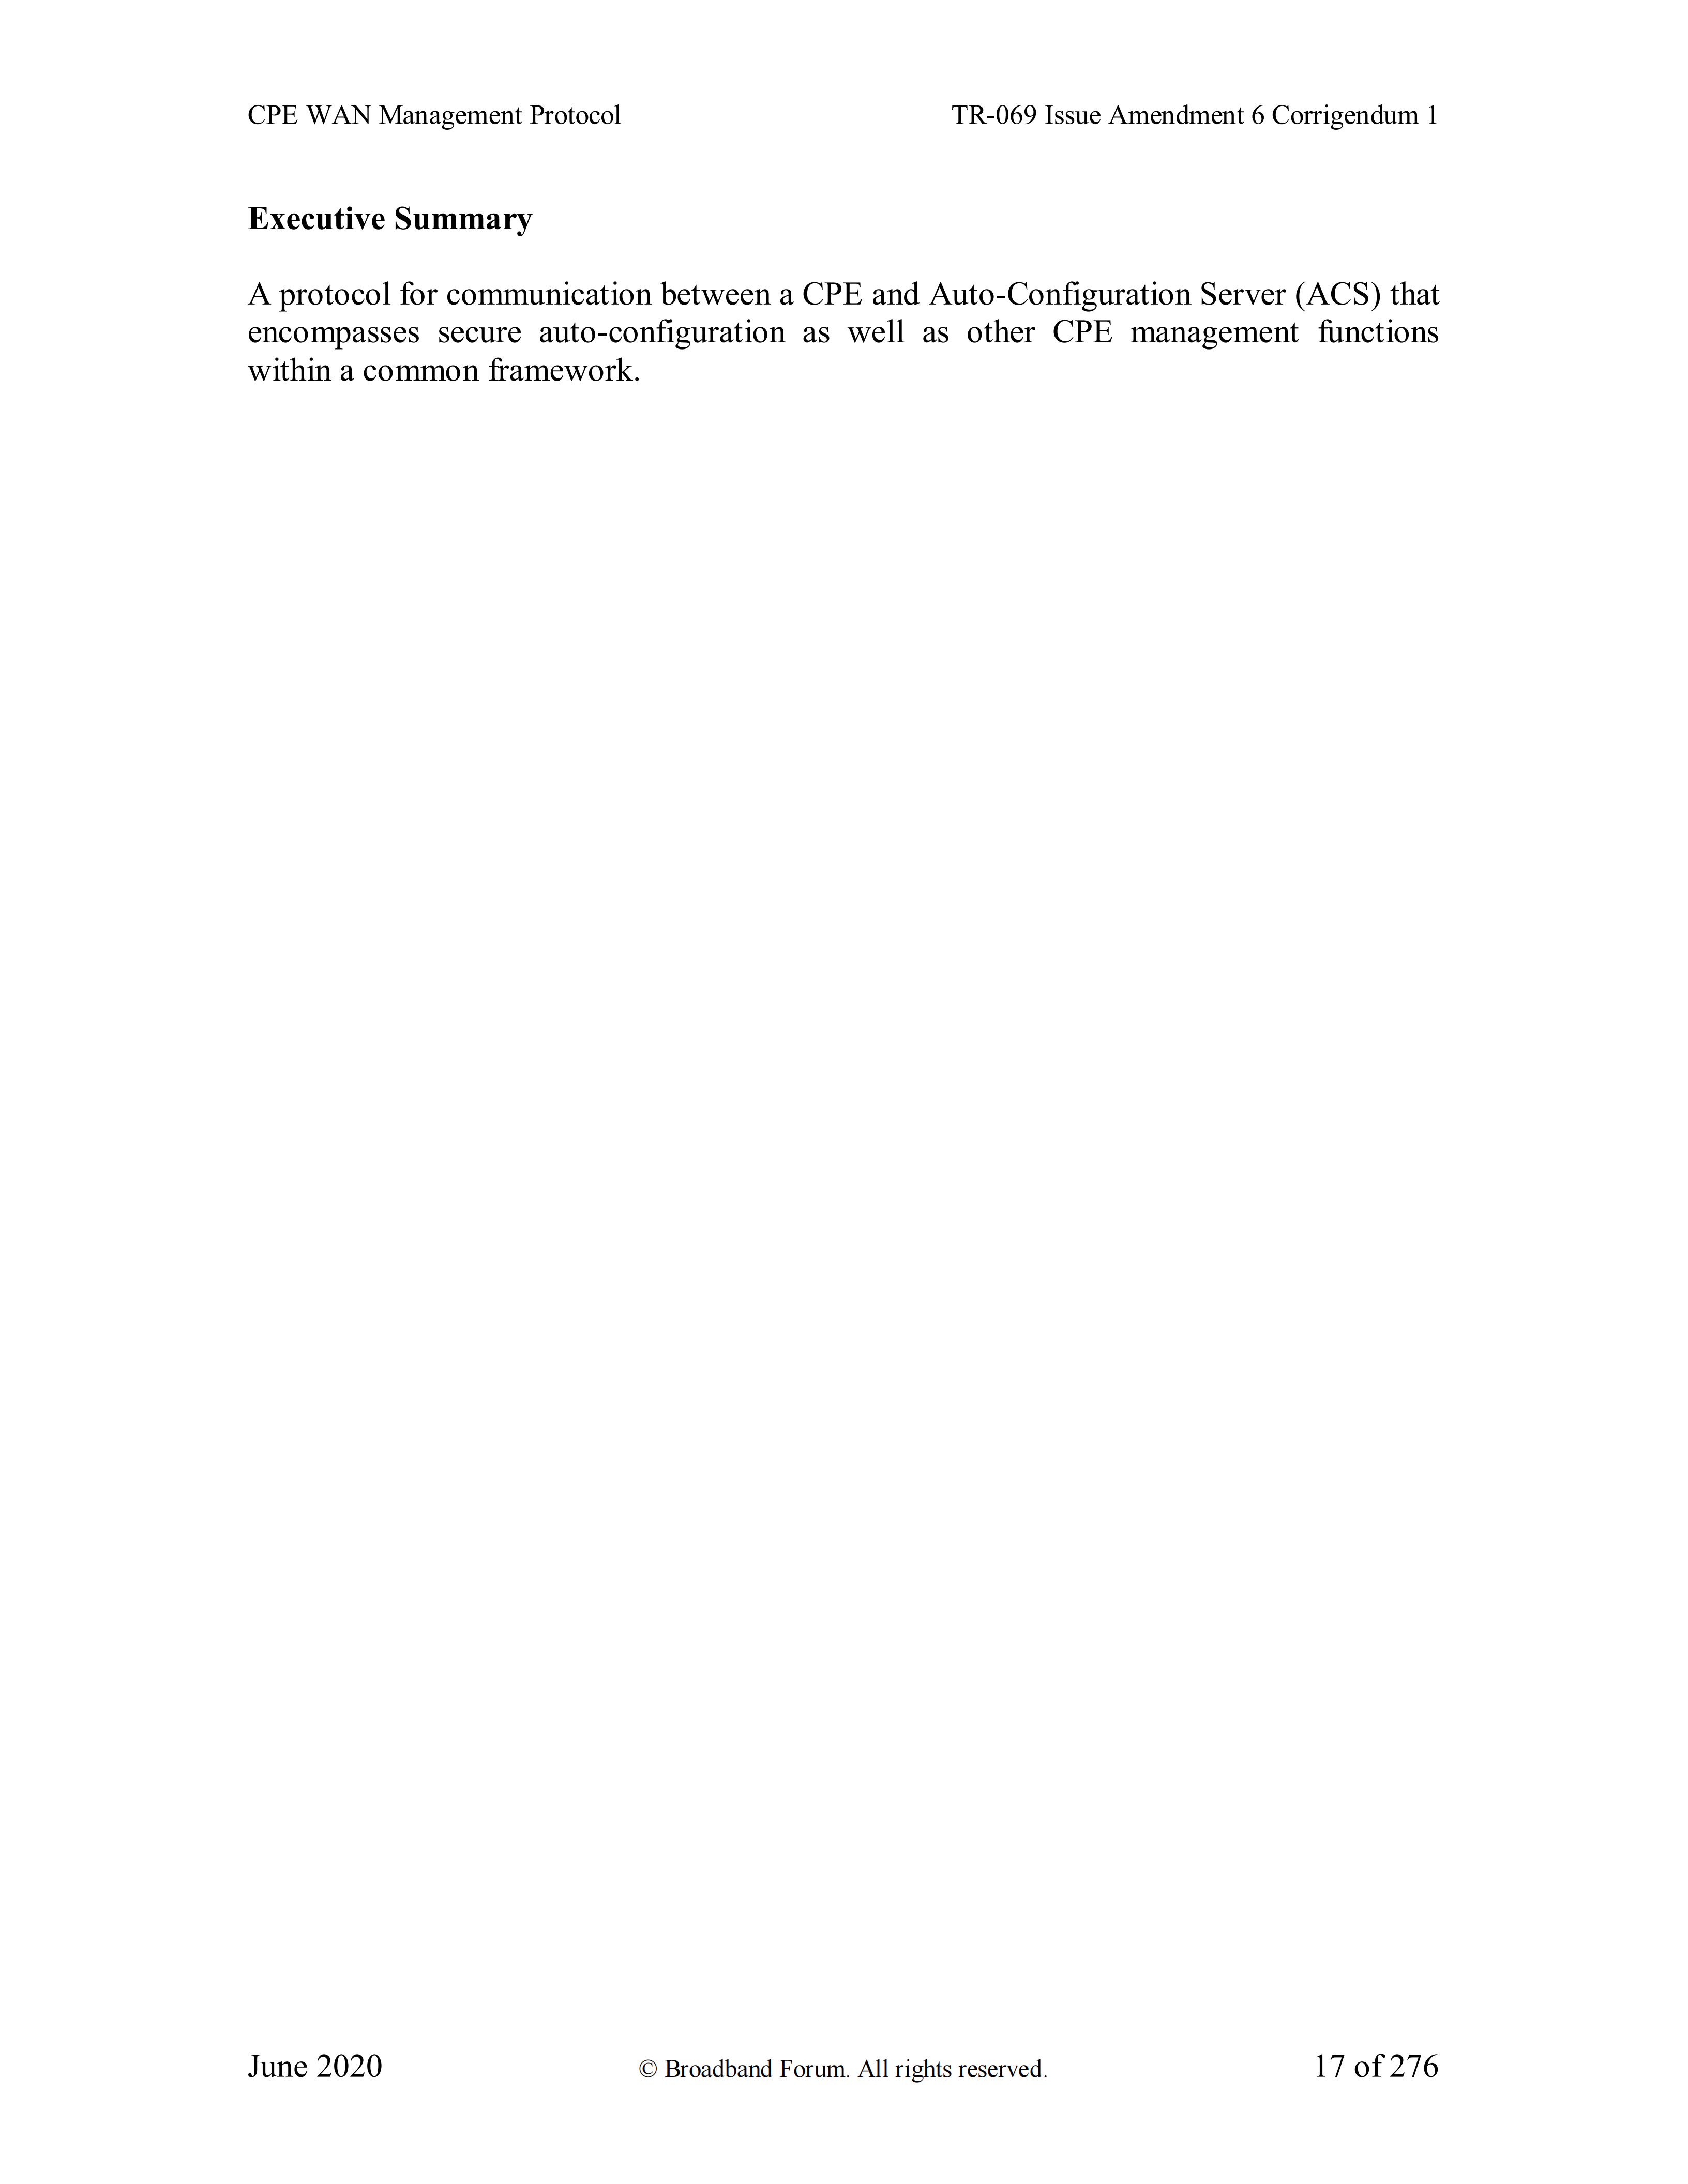 CPE WAN Management Protocol TR-069 Issue Amendment 6 Corrigendum 1
Executive Summary
A protocol for communication between a CPE and Auto-Configuration Server (ACS) that
encompasses secure auto-configuration as well as other CPE management functions
within a common framework.
June 2020 © Broadband Forum. All rights reserved. 17 of 276